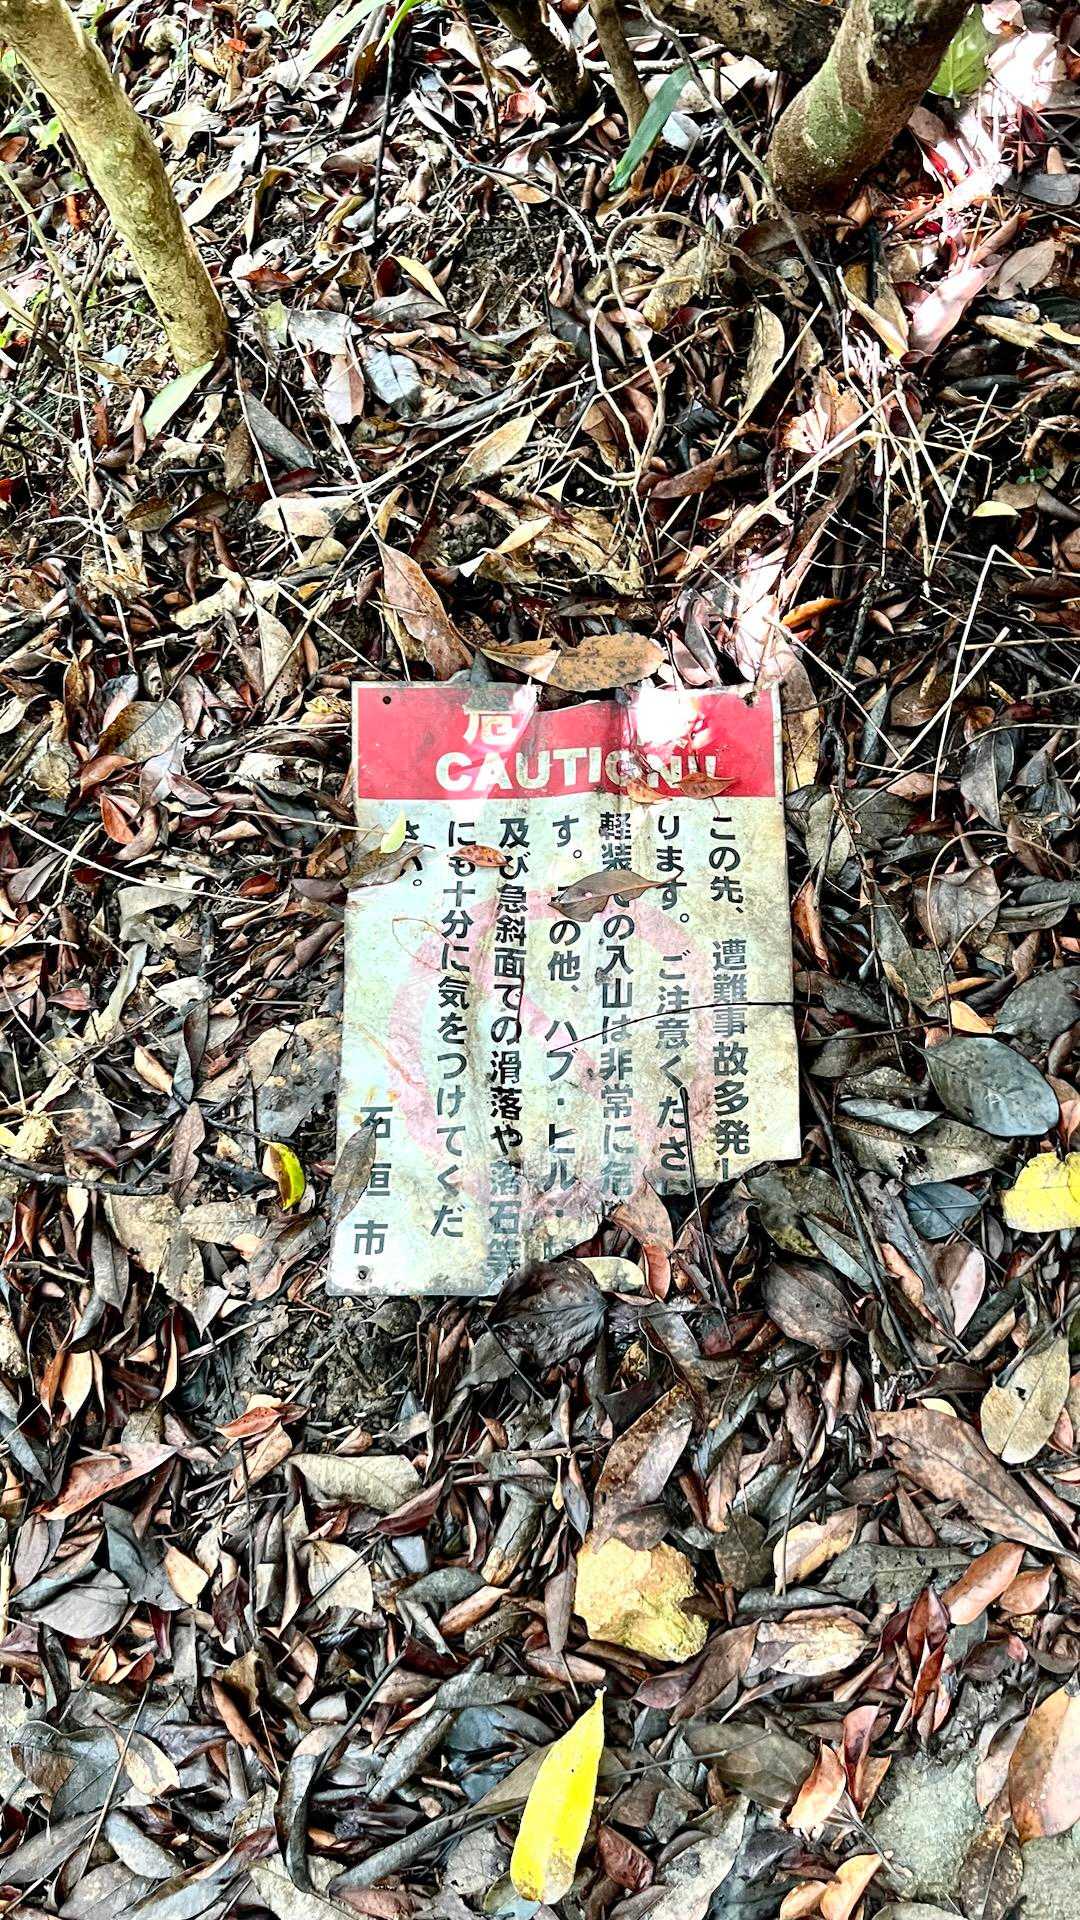 危
CAUTION!!
この先、遭難事故多発し
ります。ご注意くださ
軽装での入山は非常に危
す。その他、ハブ・ヒル・
及び急斜面での滑落や落石等
にも十分に気をつけてくだ
さい。
石垣市